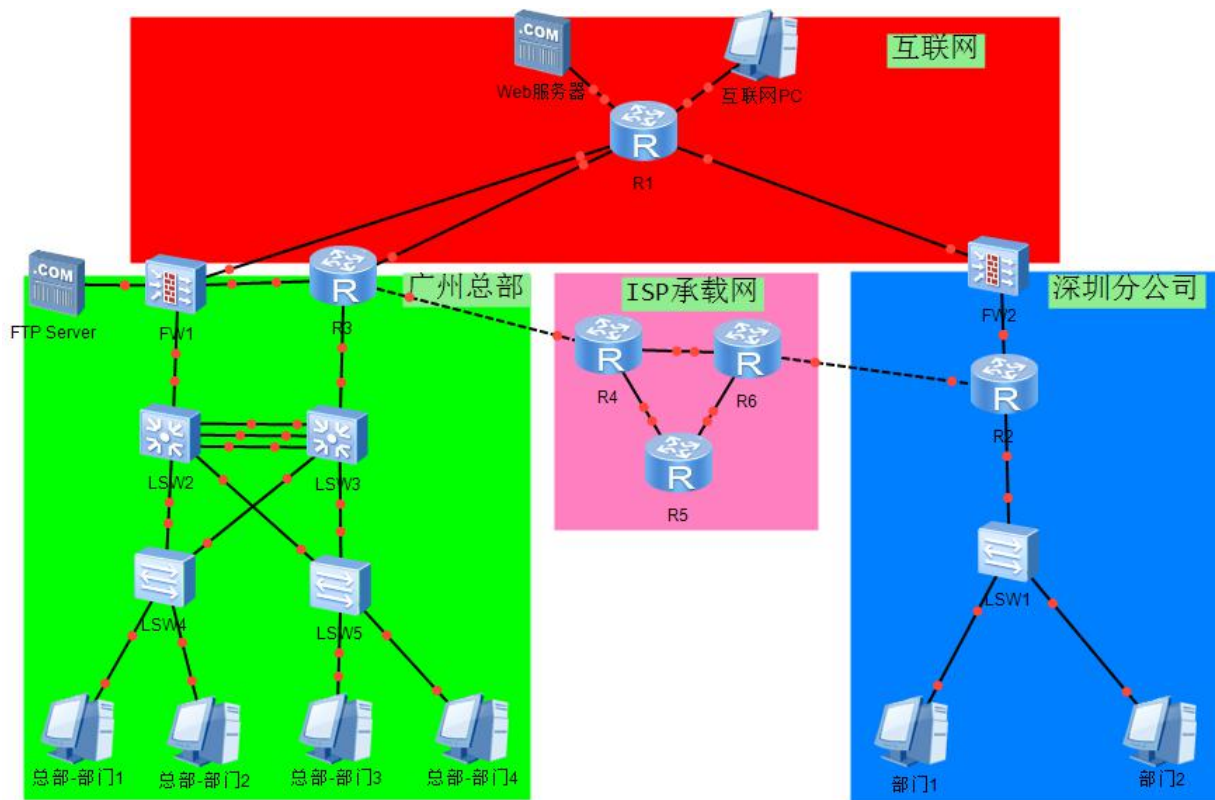 .COM
Web服务器
互联网PC
互联网
R
R1
.COM
FTP Server
FW1
R
R3
广州总部
ISP承载网
深圳分公司
FW2
R
R4
R
R6
R
R5
R
R2
LSW2
LSW3
LSW4
LSW5
LSW1
总部-部门1
总部-部门2
总部-部门3
总部-部门4
部门1
部门2